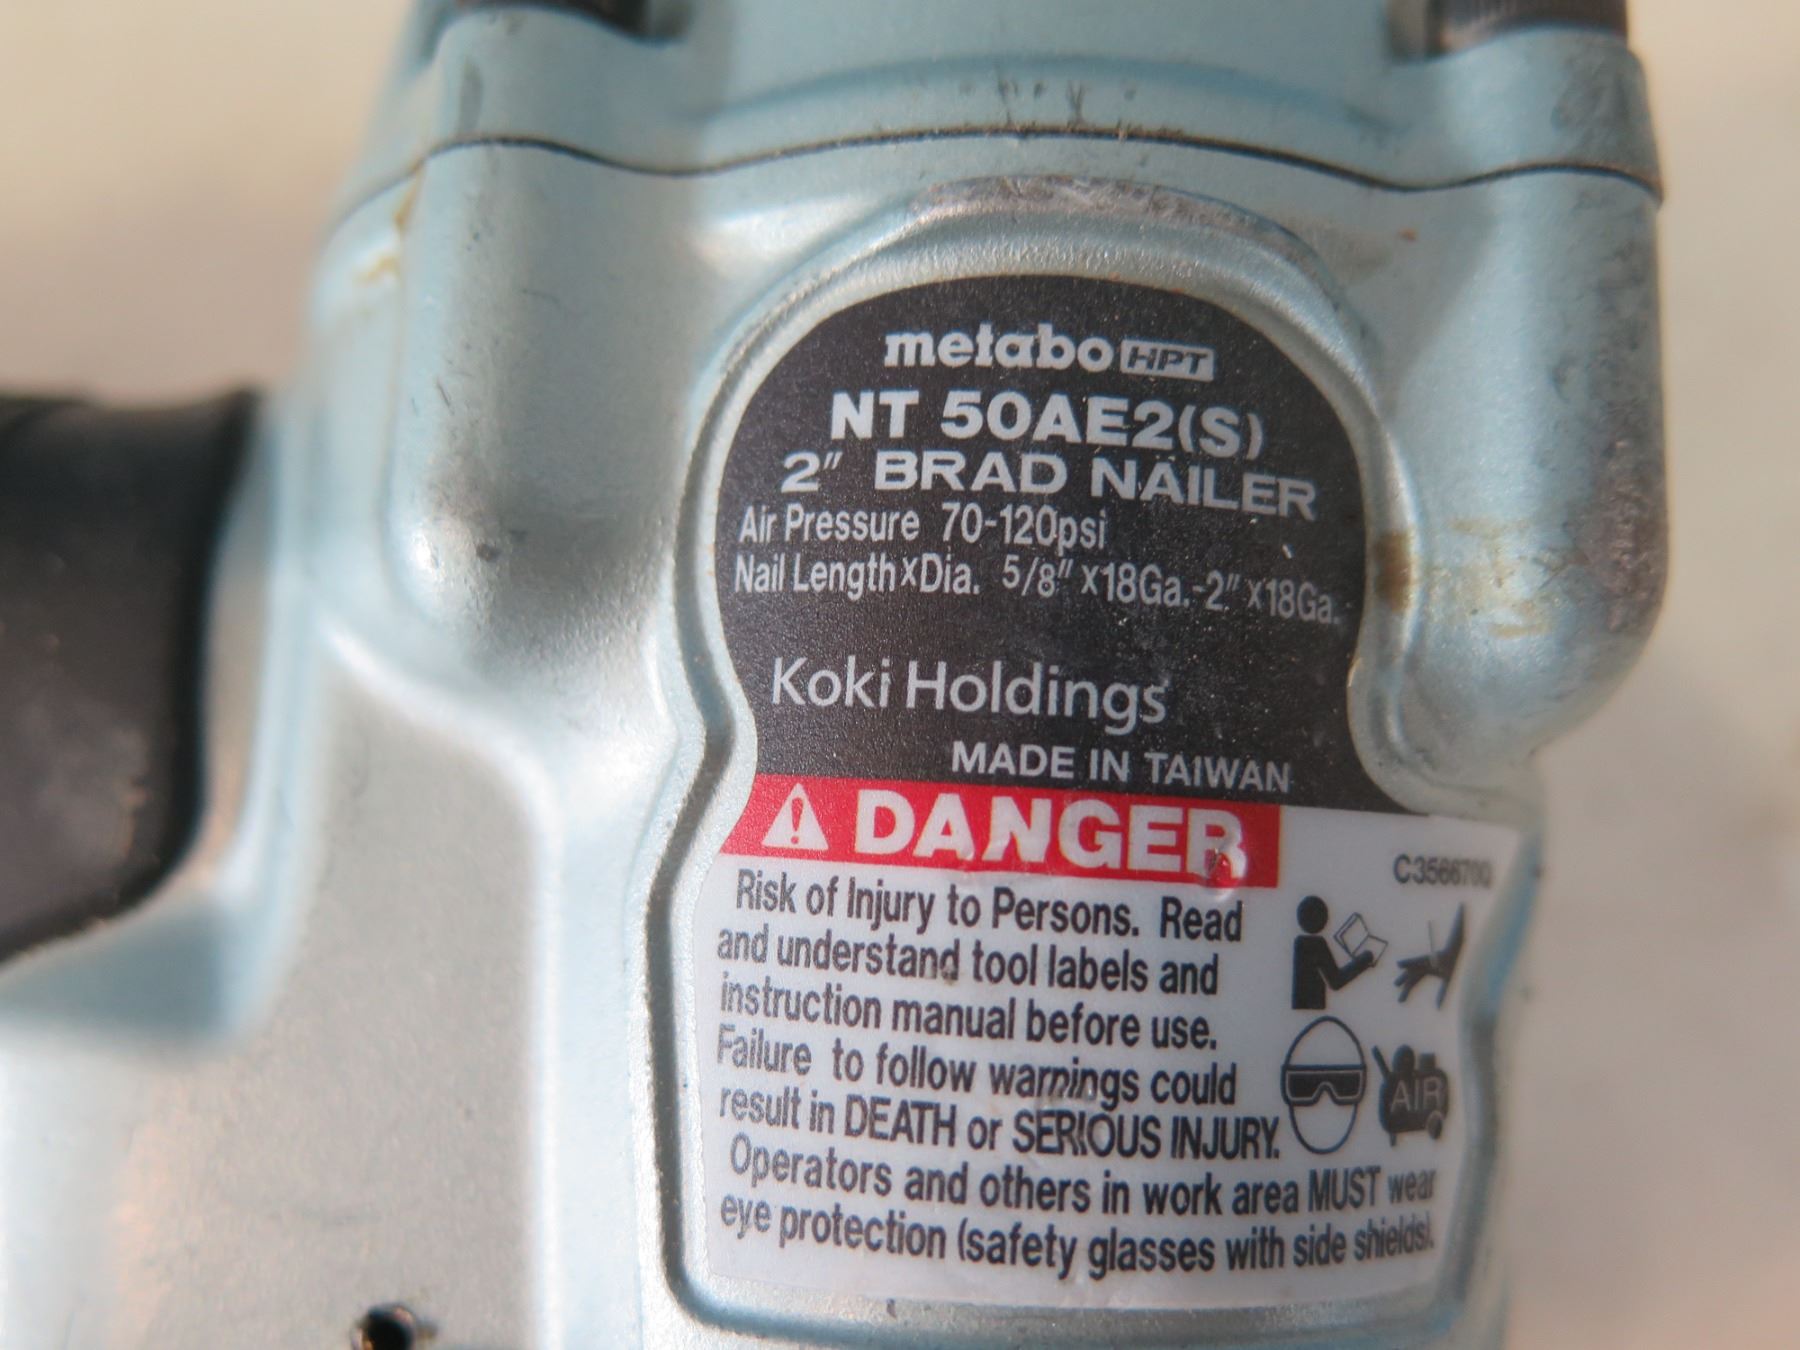 metabo HPT
NT 50AE2(S)
2" BRAD NAILER
Air Pressure 70-120psi
Nail Length x Dia. 5/8" x18Ga.-2" x18Ga.
Koki Holdings
MADE IN TAIWAN
DANGER
Risk of Injury to Persons. Read
and understand tool labels and
instruction manual before use.
Failure to follow warnings could
result in DEATH or SERIOUS INJURY.
Operators and others in work area MUST wear
eye protection (safety glasses with side shields).
AIR